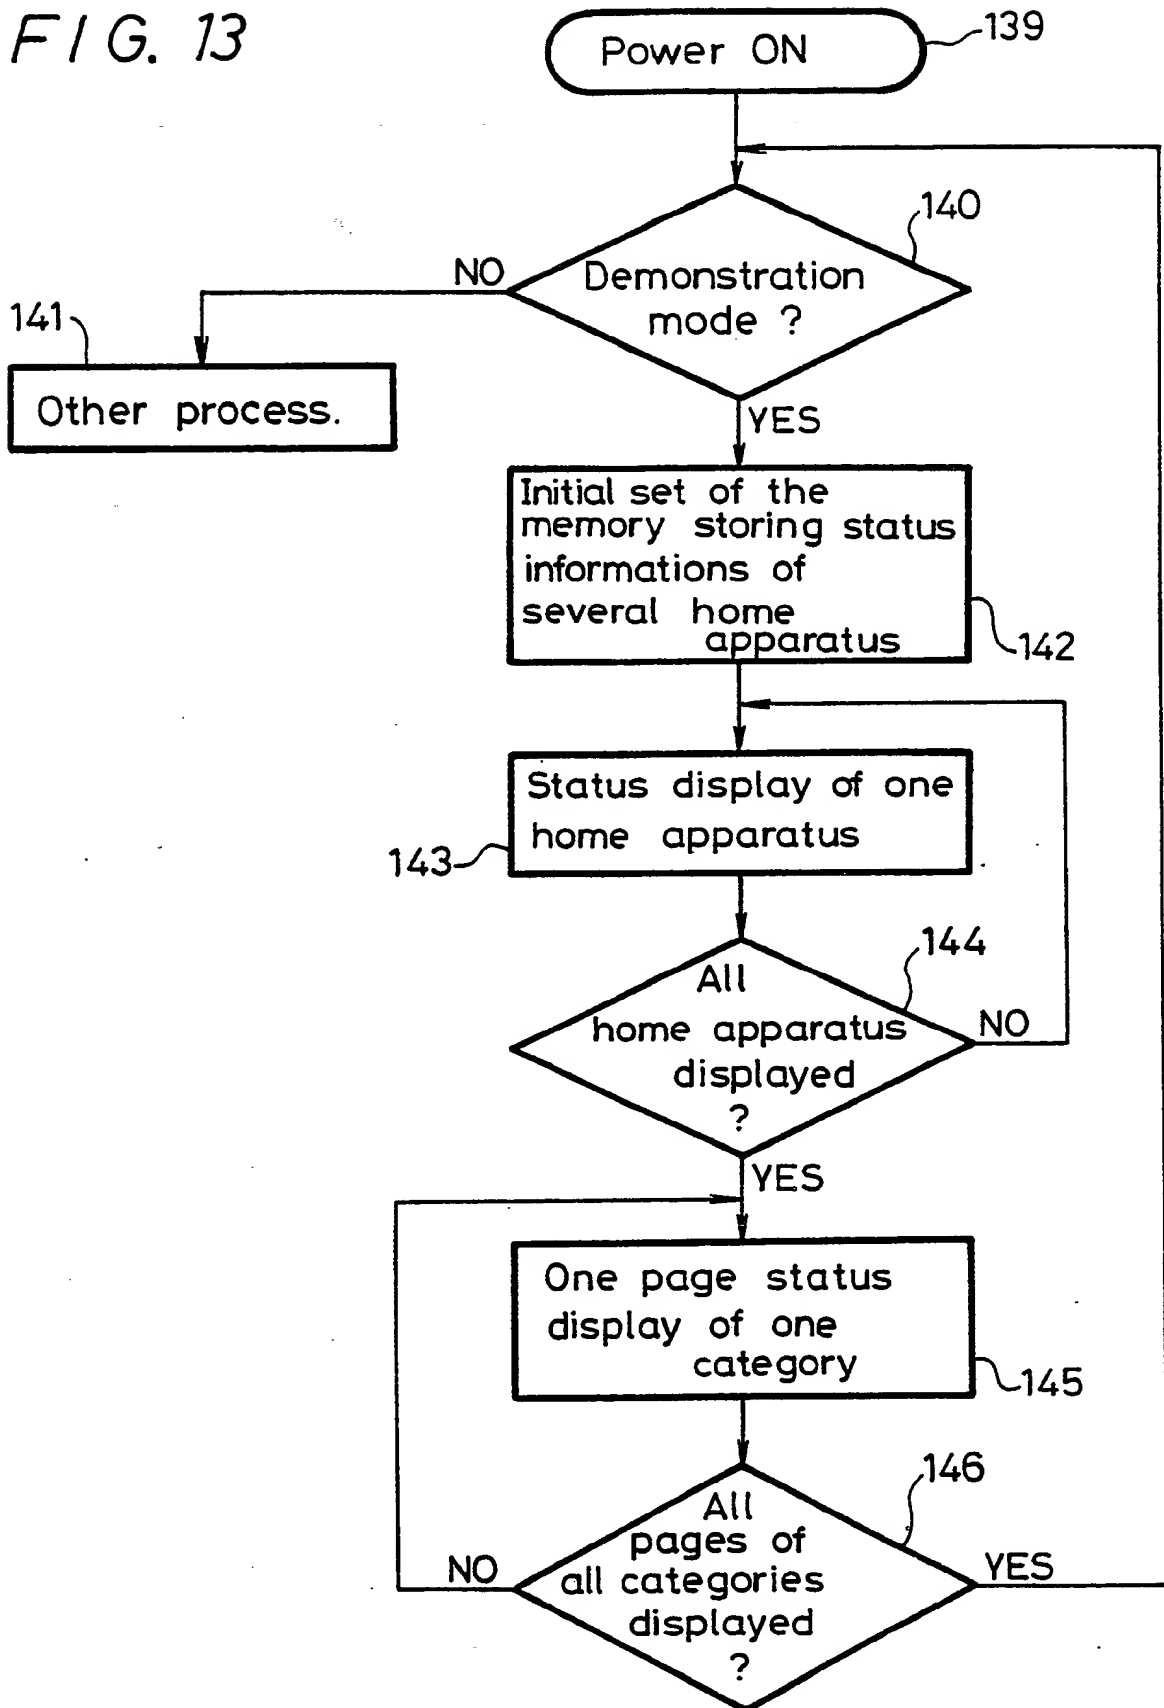 FIG. 13
Power ON
139
140
Demonstration
mode ?
NO
141
Other process.
YES
Initial set of the
memory storing status
informations of
several home
apparatus
142
Status display of one
home apparatus
143
144
All
home apparatus
displayed
?
NO
YES
One page status
display of one
category
145
146
All
pages of
all categories
displayed
?
NO
YES